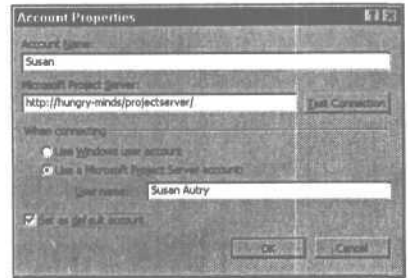 Account Properties
Account Name:
Susan
Microsoft Project Server:
http://hungry-minds/projectserver/
Test Connection
When connecting
Use Windows user account
Use a Microsoft Project Server account:
User name:
Susan Autry
Set as default account
OK
Cancel